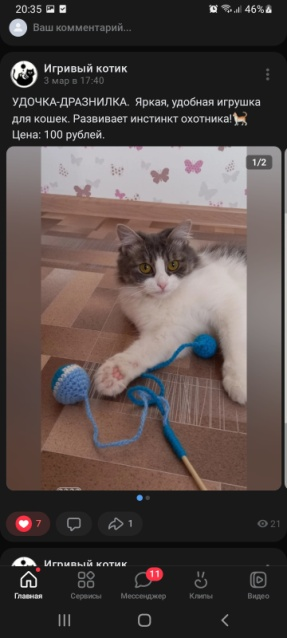 20:35
46%
Ваш комментарий...
Игривый котик
3 мар в 17:40
УДОЧКА-ДРАЗНИЛКА. Яркая, удобная игрушка
для кошек. Развивает инстинкт охотника!🐈
Цена: 100 рублей.
1/2
7
1
21
Игривый котик
11
Главная
Сервисы
Мессенджер
Клипы
Видео